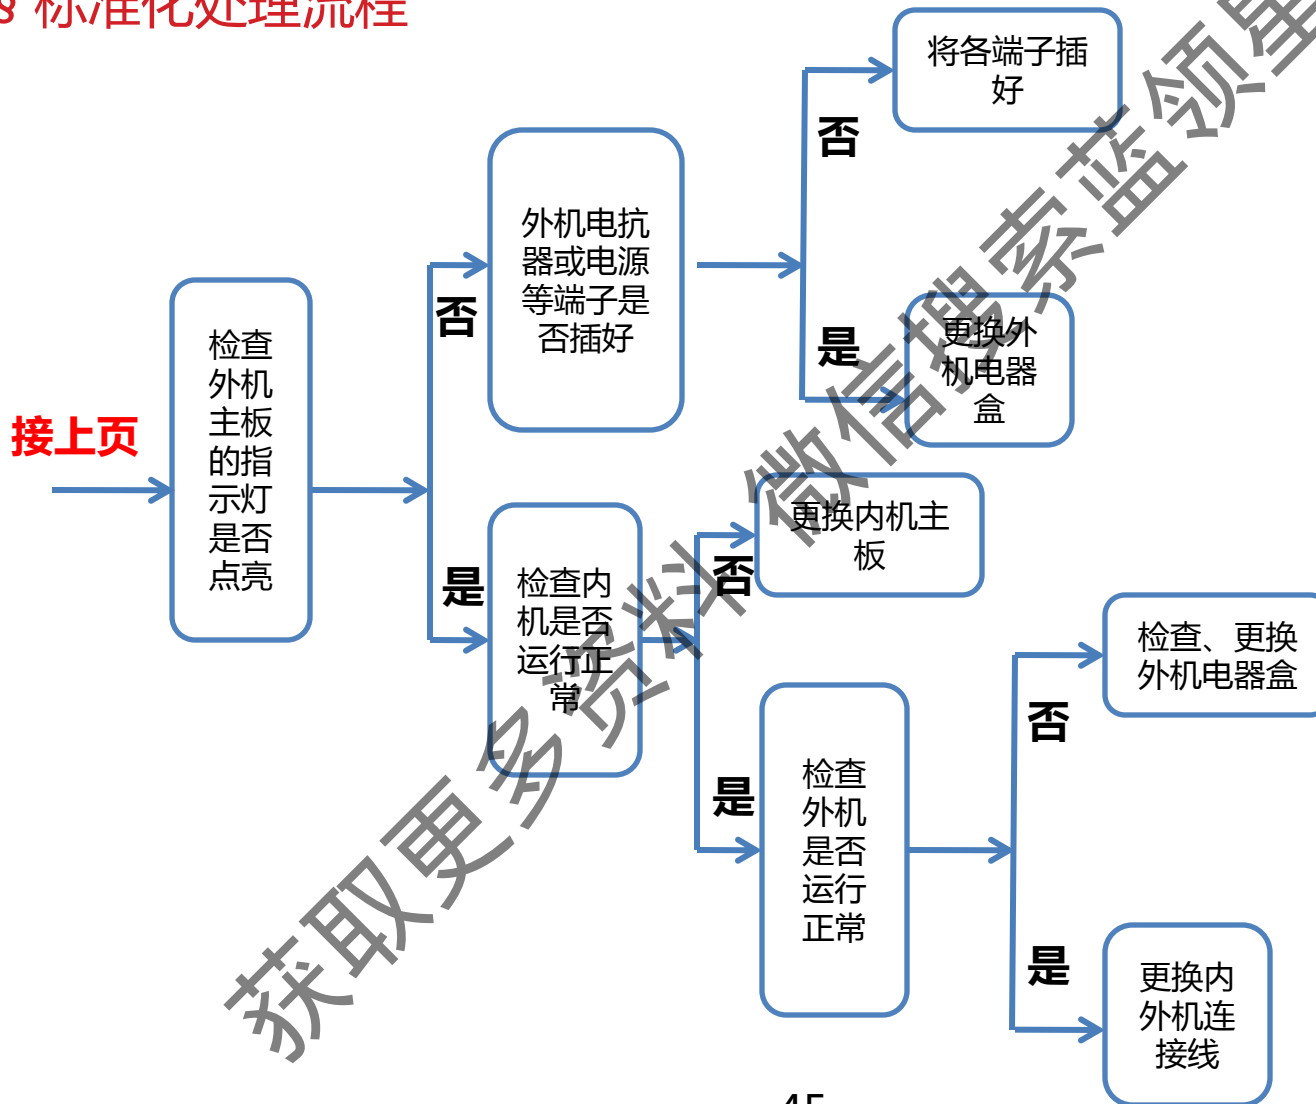 标准化处理流程
将各端子插
好
否
外机电抗
器或电源
等端子是
否插好
否
是
更换外
机电器
盒
检查
外机
主板
的指
示灯
是否
点亮
接上页
更换内机主
板
否
是
检查内
机是否
运行正
常
检查、更换
外机电器盒
否
是
检查
外机
是否
运行
正常
是
更换内
外机连
接线
获取更多资料 微信搜索蓝领星
45